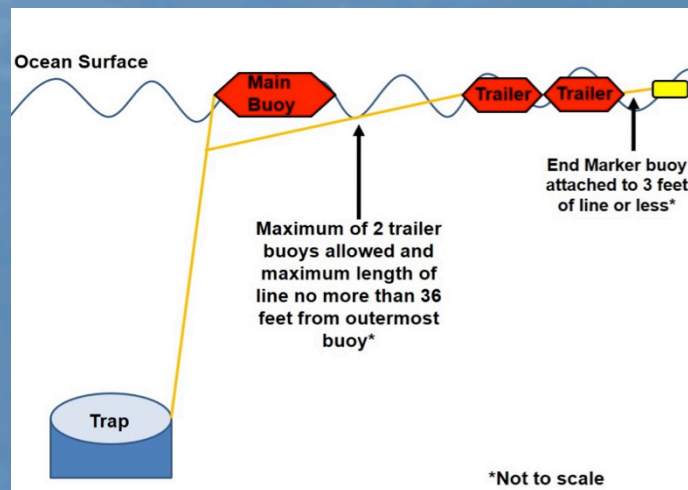 Ocean Surface
Main
Buoy
Trailer
Trailer
End Marker buoy
attached to 3 feet
of line or less*
Maximum of 2 trailer
buoys allowed and
maximum length of
line no more than 36
feet from outermost
buoy*
Trap
*Not to scale